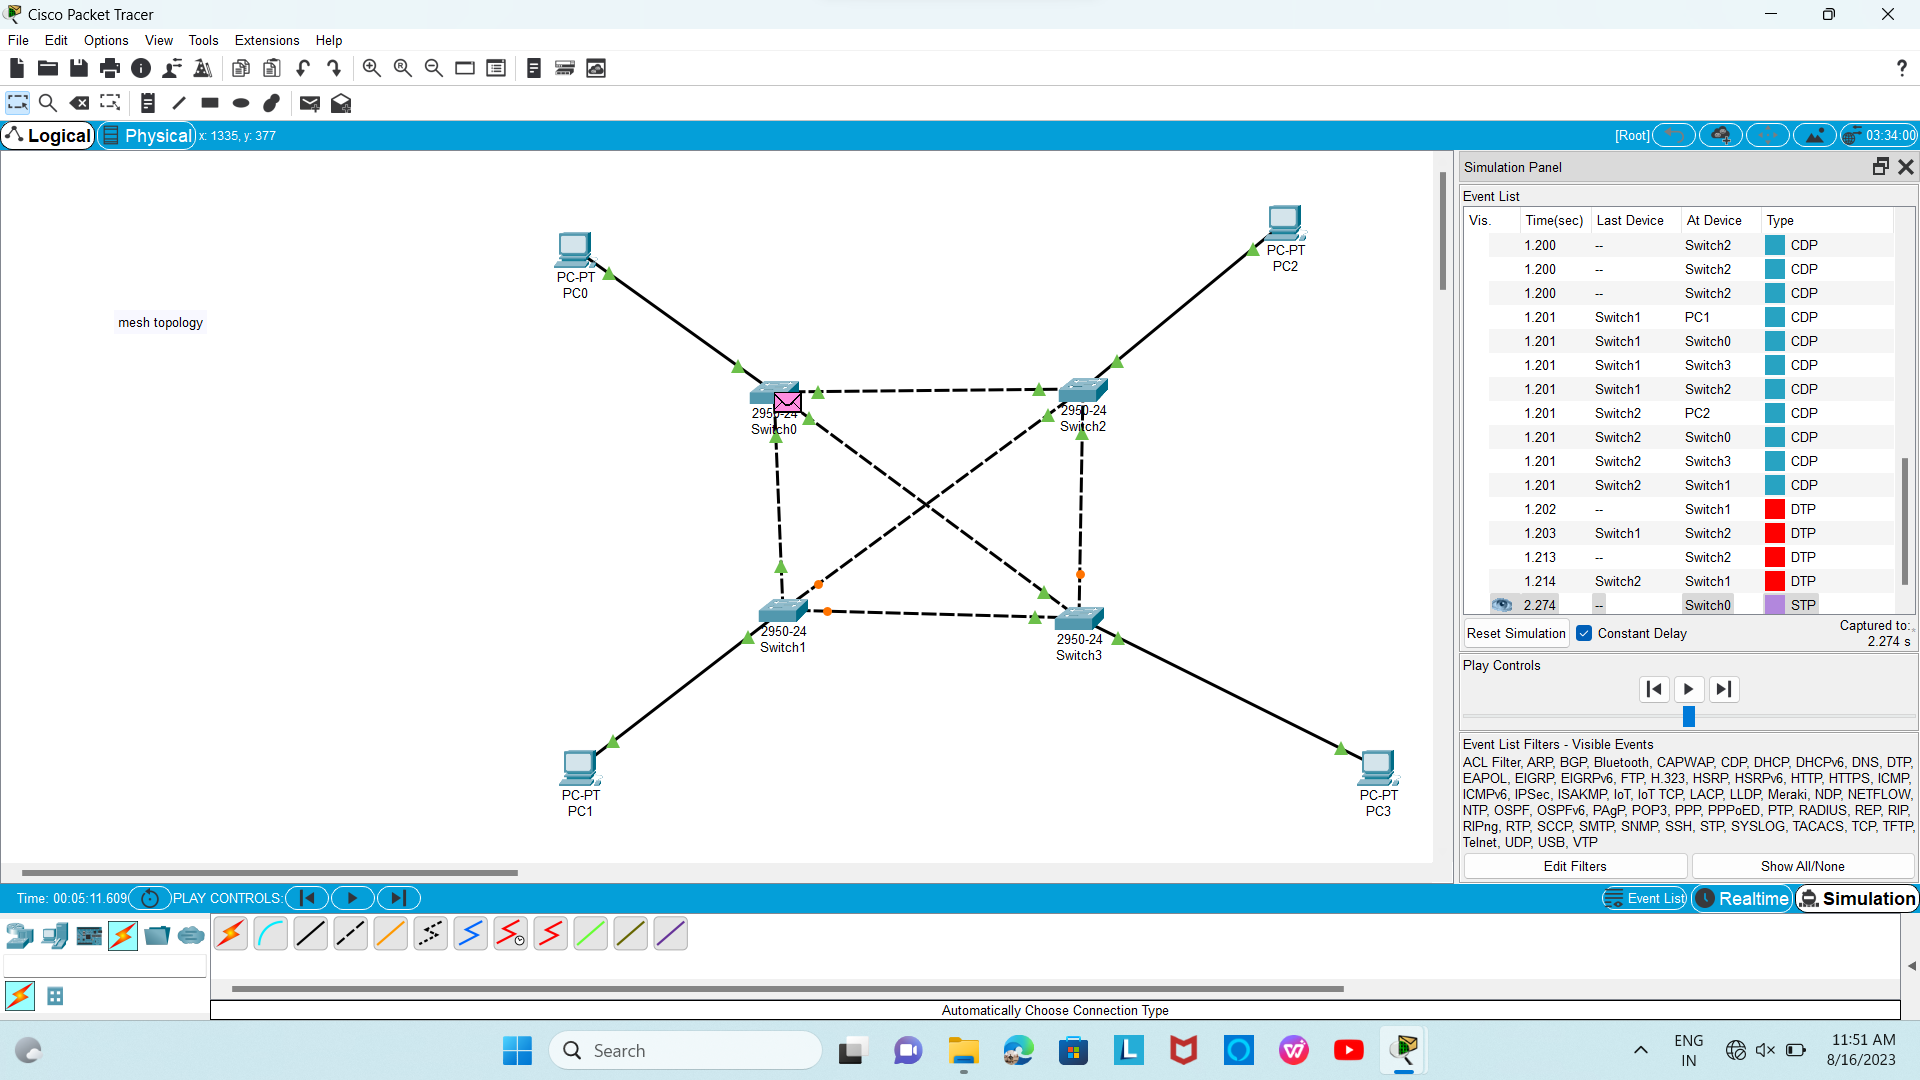 Cisco Packet Tracer
File Edit Options View Tools Extensions Help
Logical Physical x: 1335, y: 377 [Root] 03:34:00
mesh topology
PC-PT
PC0
PC-PT
PC2
2950-24
Switch0
2950-24
Switch2
2950-24
Switch1
2950-24
Switch3
PC-PT
PC1
PC-PT
PC3
Simulation Panel
Event List
Vis. Time(sec) Last Device At Device Type
1.200 -- Switch2 CDP
1.200 -- Switch2 CDP
1.200 -- Switch2 CDP
1.201 Switch1 PC1 CDP
1.201 Switch1 Switch0 CDP
1.201 Switch1 Switch3 CDP
1.201 Switch1 Switch2 CDP
1.201 Switch2 PC2 CDP
1.201 Switch2 Switch0 CDP
1.201 Switch2 Switch3 CDP
1.201 Switch2 Switch1 CDP
1.202 -- Switch1 DTP
1.203 Switch1 Switch2 DTP
1.213 -- Switch2 DTP
1.214 Switch2 Switch1 DTP
2.274 -- Switch0 STP
Reset Simulation Constant Delay Captured to:
2.274 s
Play Controls
Event List Filters - Visible Events
ACL Filter, ARP, BGP, Bluetooth, CAPWAP, CDP, DHCP, DHCPv6, DNS, DTP,
EAPOL, EIGRP, EIGRPv6, FTP, H.323, HSRP, HSRPv6, HTTP, HTTPS, ICMP,
ICMPv6, IPSec, ISAKMP, IoT, IoT TCP, LACP, LLDP, Meraki, NDP, NETFLOW,
NTP, OSPF, OSPFv6, PAgP, POP3, PPP, PPPoED, PTP, RADIUS, REP, RIP,
RIPng, RTP, SCCP, SMTP, SNMP, SSH, STP, SYSLOG, TACACS, TCP, TFTP,
Telnet, UDP, USB, VTP
Edit Filters Show All/None
Time: 00:05:11.609 PLAY CONTROLS: Event List Realtime Simulation
Automatically Choose Connection Type
Search
ENG
IN
11:51 AM
8/16/2023